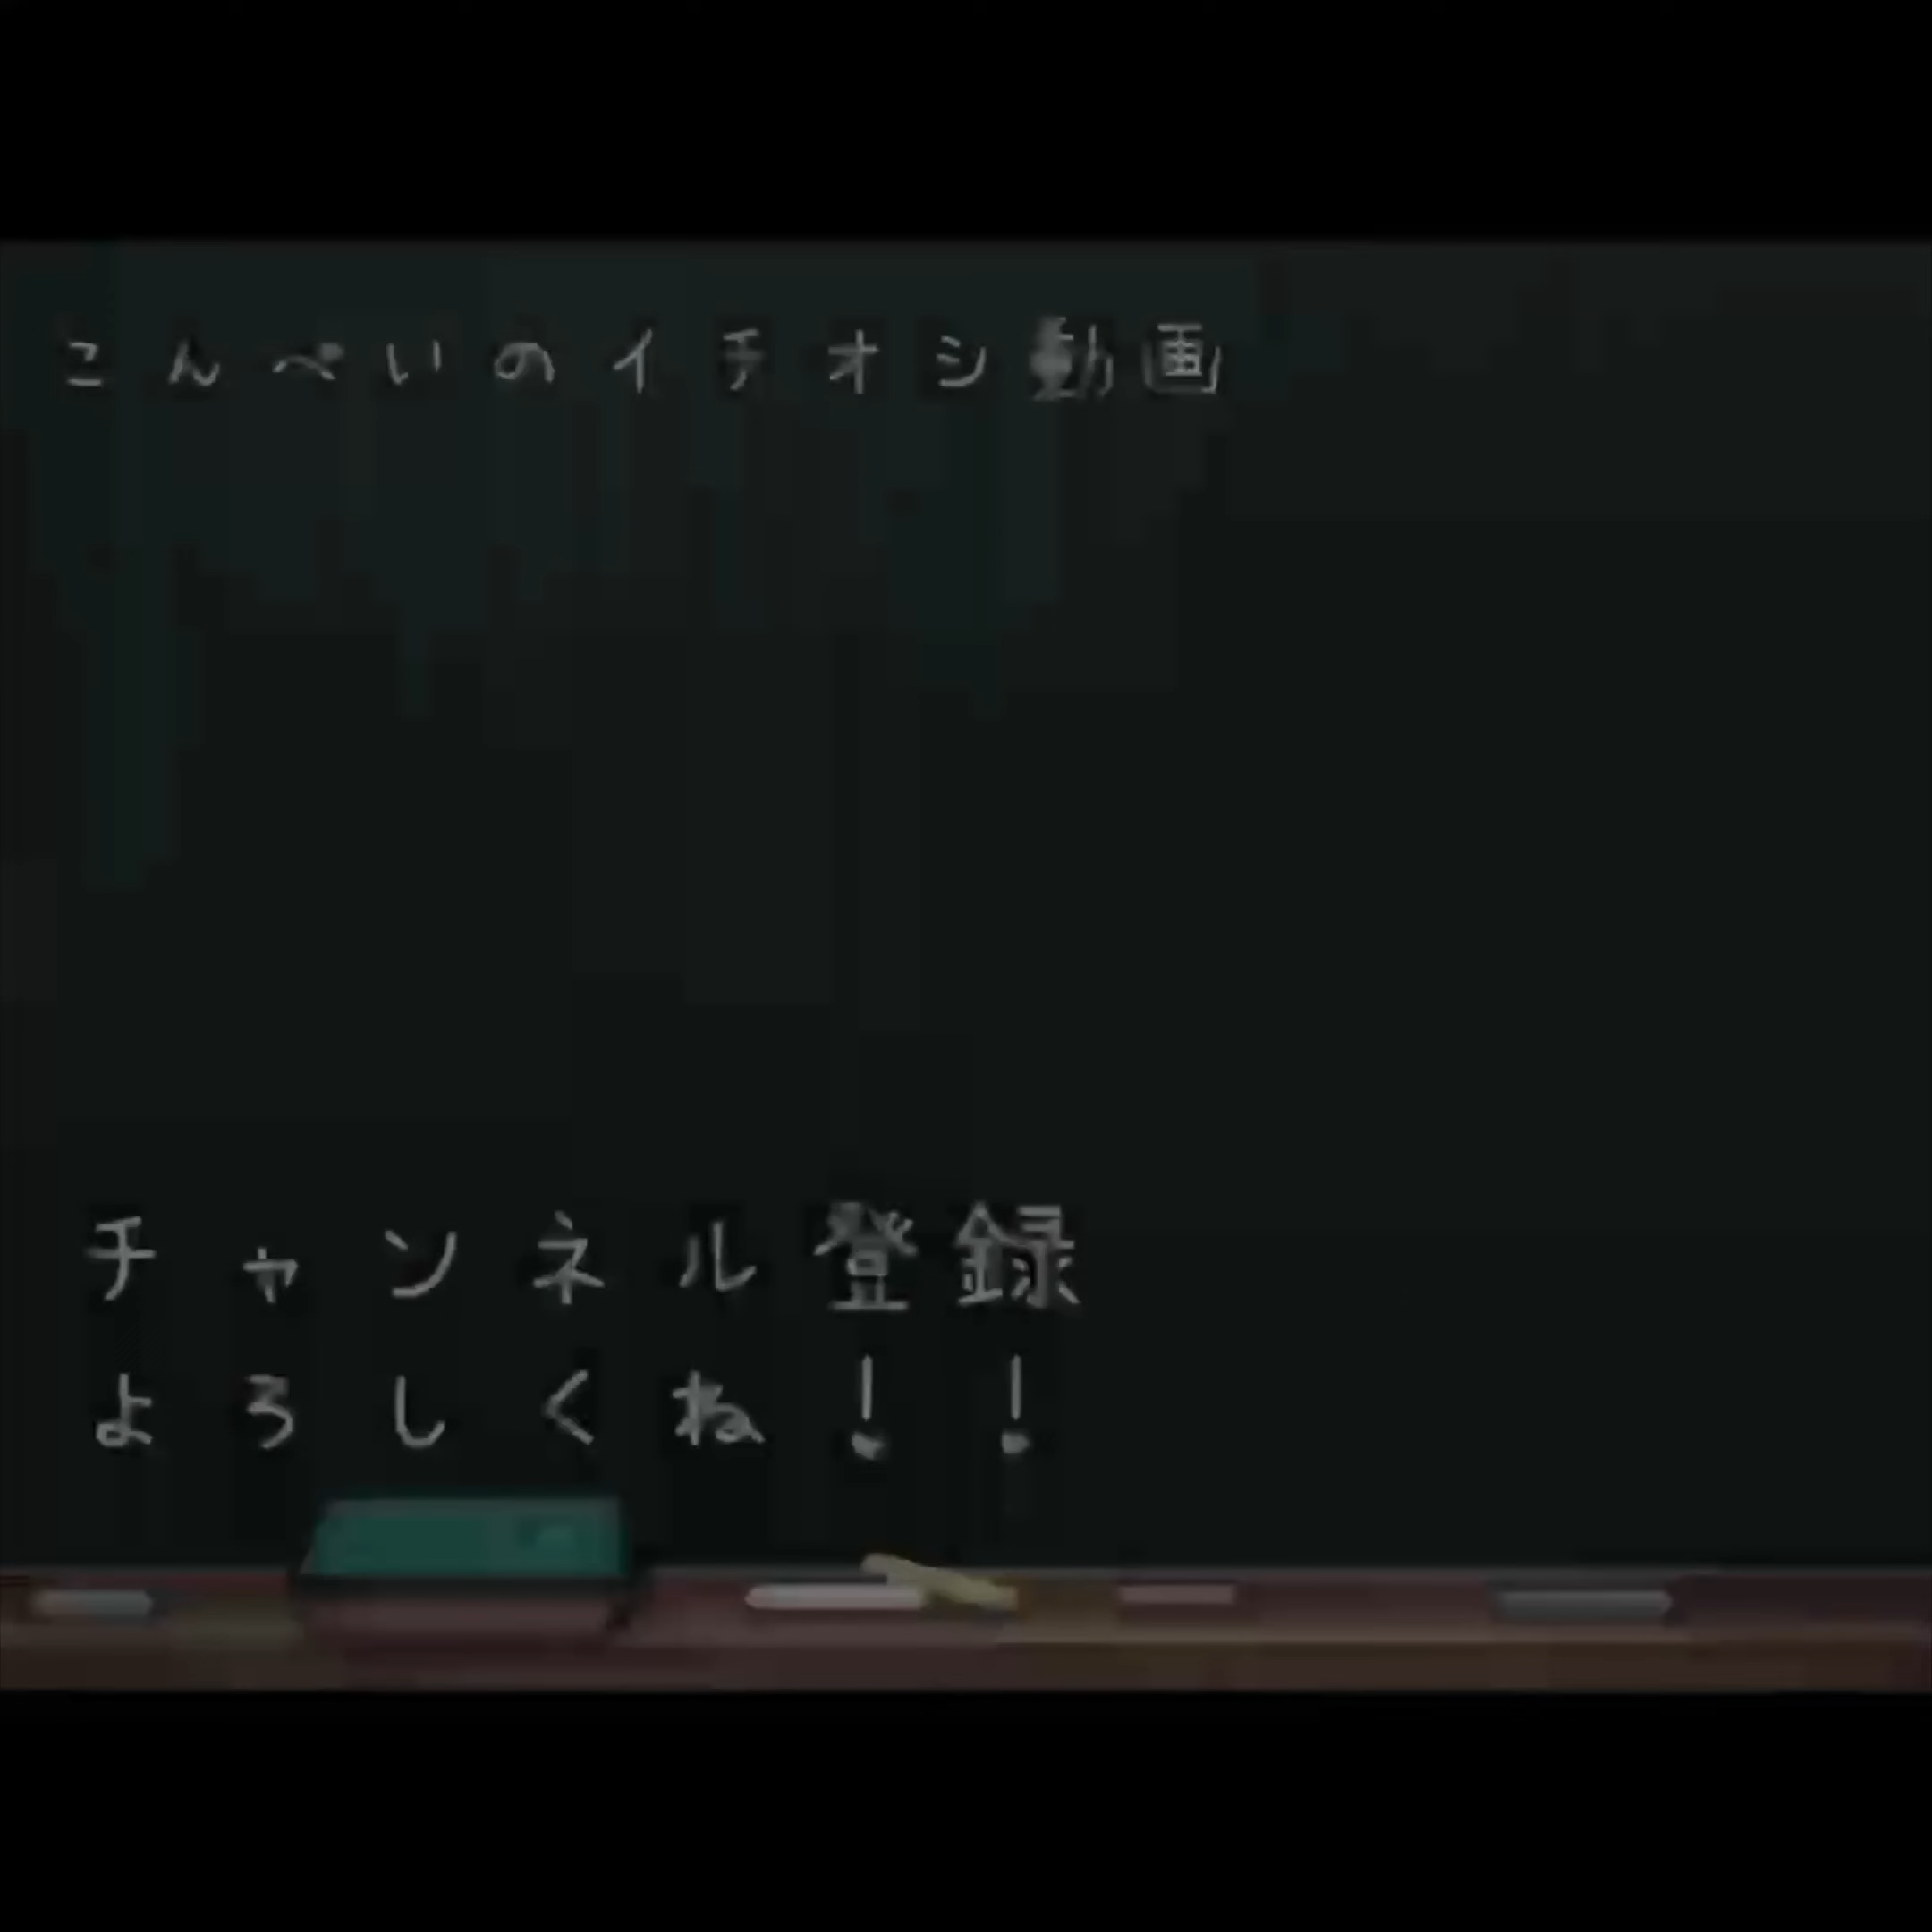 こんぺいのイチオシ動画
チャンネル登録
よろしくね！！